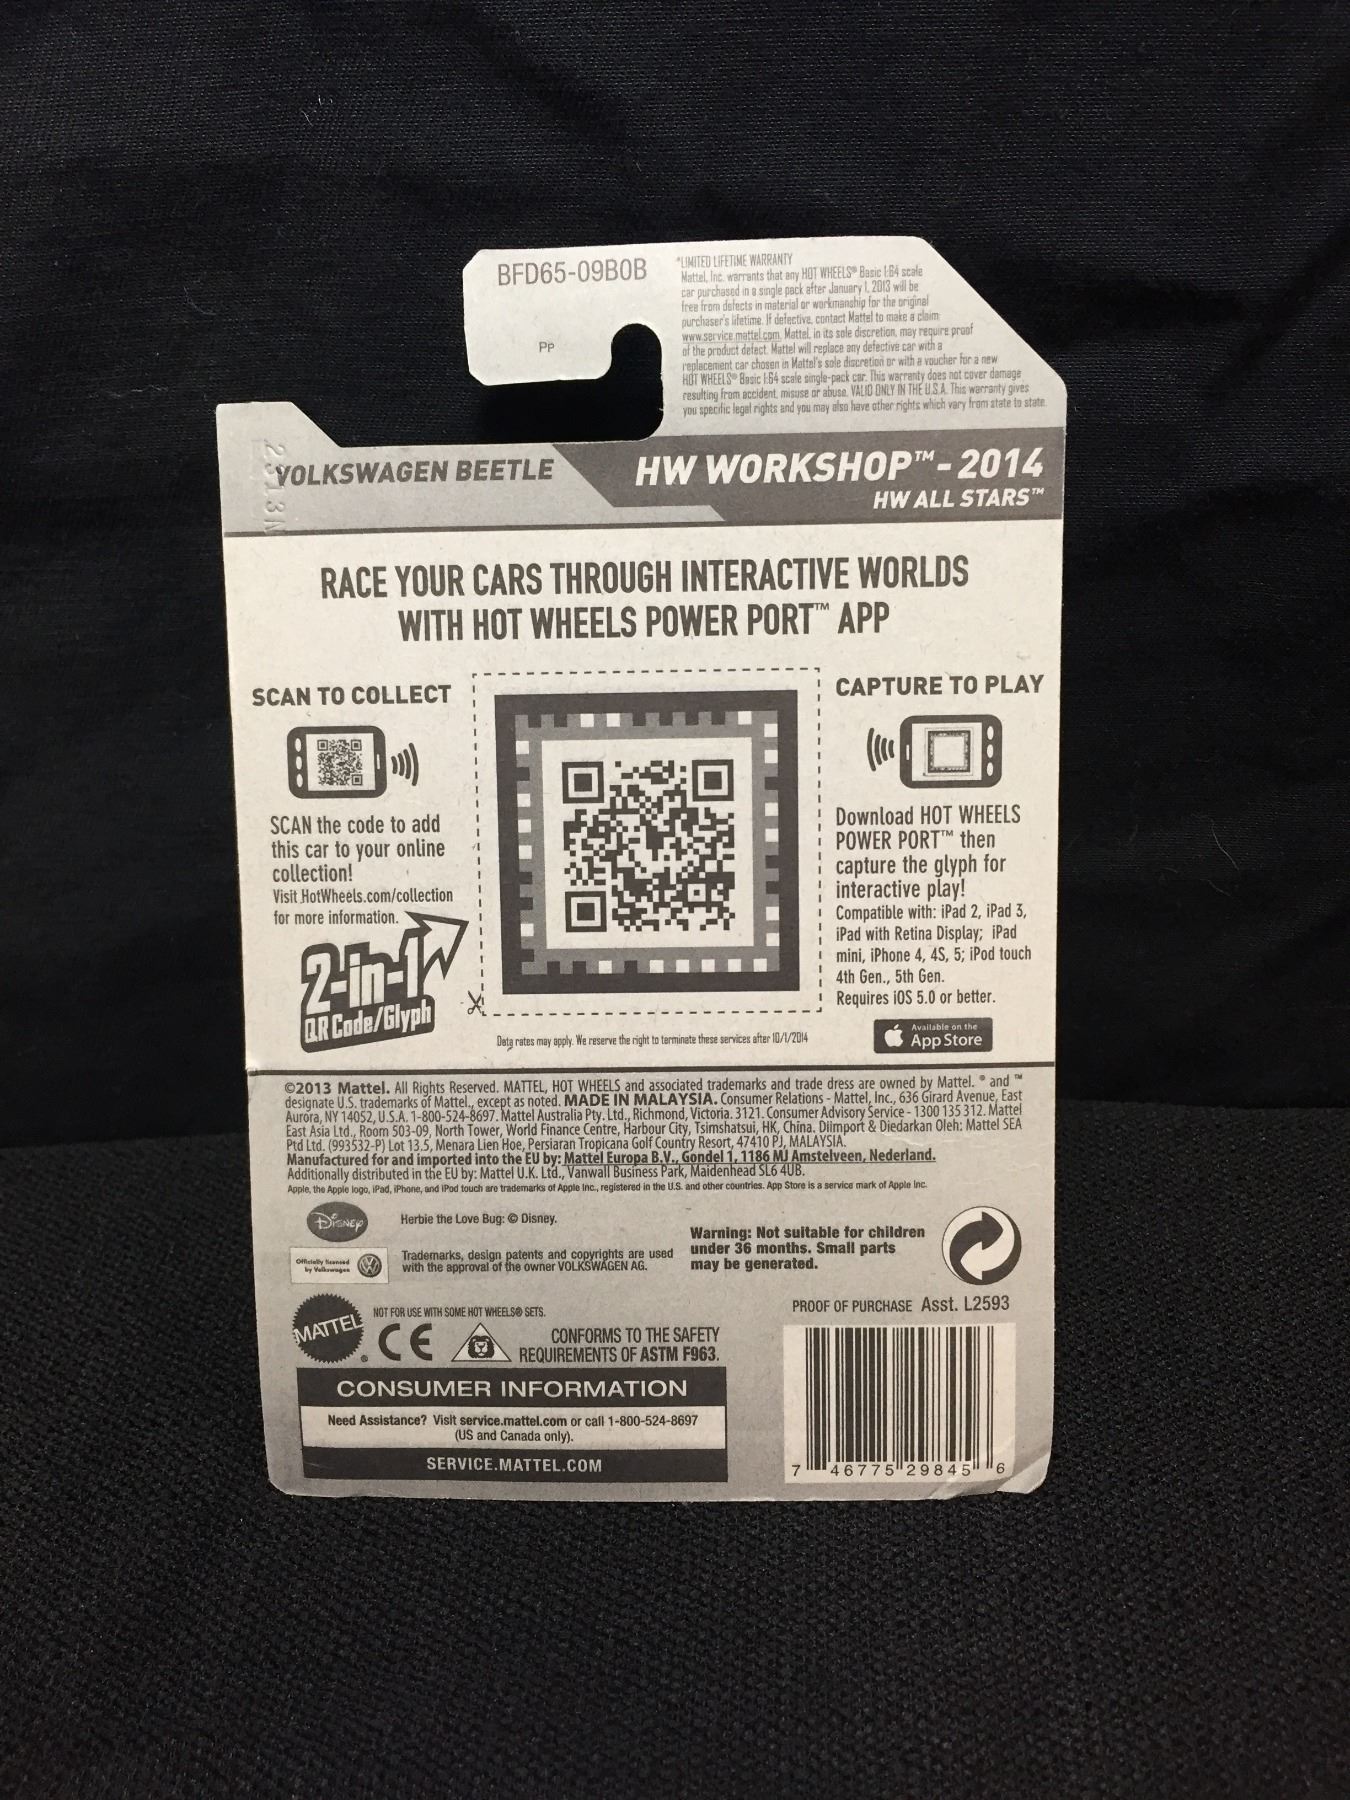 BFD65-09B0B
Pp
*LIMITED LIFETIME WARRANTY
Mattel, Inc. warrants that any HOT WHEELS® Basic 1:64 scale
car purchased in a single pack after January 1, 2013 will be
free from defects in material or workmanship for the original
purchaser's lifetime. If defective, contact Mattel to make a claim:
www.service.mattel.com. Mattel, in its sole discretion, may require proof
of the product defect. Mattel will replace any defective car with a
replacement car chosen in Mattel's sole discretion or with a voucher for a new
HOT WHEELS® Basic 1:64 scale single-pack car. This warranty does not cover damage
resulting from accident, misuse or abuse. VALID ONLY IN THE U.S.A. This warranty gives
you specific legal rights and you may also have other rights which vary from state to state.
VOLKSWAGEN BEETLE
HW WORKSHOP™ - 2014
HW ALL STARS™
RACE YOUR CARS THROUGH INTERACTIVE WORLDS
WITH HOT WHEELS POWER PORT™ APP
SCAN TO COLLECT
SCAN the code to add
this car to your online
collection!
Visit HotWheels.com/collection
for more information.
2-in-1
QR Code/Glyph
CAPTURE TO PLAY
Download HOT WHEELS
POWER PORT™ then
capture the glyph for
interactive play!
Compatible with: iPad 2, iPad 3,
iPad with Retina Display; iPad
mini, iPhone 4, 4S, 5; iPod touch
4th Gen., 5th Gen.
Requires iOS 5.0 or better.
Available on the
App Store
Data rates may apply. We reserve the right to terminate these services after 10/1/2014
©2013 Mattel. All Rights Reserved. MATTEL, HOT WHEELS and associated trademarks and trade dress are owned by Mattel. ® and ™
designate U.S. trademarks of Mattel., except as noted. MADE IN MALAYSIA. Consumer Relations - Mattel, Inc., 636 Girard Avenue, East
Aurora, NY 14052, U.S.A. 1-800-524-8697. Mattel Australia Pty. Ltd., Richmond, Victoria. 3121. Consumer Advisory Service - 1300 135 312. Mattel
East Asia Ltd., Room 503-09, North Tower, World Finance Centre, Harbour City, Tsimshatsui, HK, China. Diimport & Diedarkan Oleh: Mattel SEA
Ptd Ltd. (993532-P) Lot 13.5, Menara Lien Hoe, Persiaran Tropicana Golf Country Resort, 47410 PJ, MALAYSIA.
Manufactured for and imported into the EU by: Mattel Europa B.V., Gondel 1, 1186 MJ Amstelveen, Nederland.
Additionally distributed in the EU by: Mattel U.K. Ltd., Vanwall Business Park, Maidenhead SL6 4UB.
Apple, the Apple logo, iPad, iPhone, and iPod touch are trademarks of Apple Inc., registered in the U.S. and other countries. App Store is a service mark of Apple Inc.
Disney
Herbie the Love Bug: © Disney.
Officially licensed
by Volkswagen
Trademarks, design patents and copyrights are used
with the approval of the owner VOLKSWAGEN AG.
Warning: Not suitable for children
under 36 months. Small parts
may be generated.
MATTEL
NOT FOR USE WITH SOME HOT WHEELS® SETS.
CE
CONFORMS TO THE SAFETY
REQUIREMENTS OF ASTM F963.
CONSUMER INFORMATION
Need Assistance? Visit service.mattel.com or call 1-800-524-8697
(US and Canada only).
SERVICE.MATTEL.COM
PROOF OF PURCHASE Asst. L2593
7 46775 29845 6